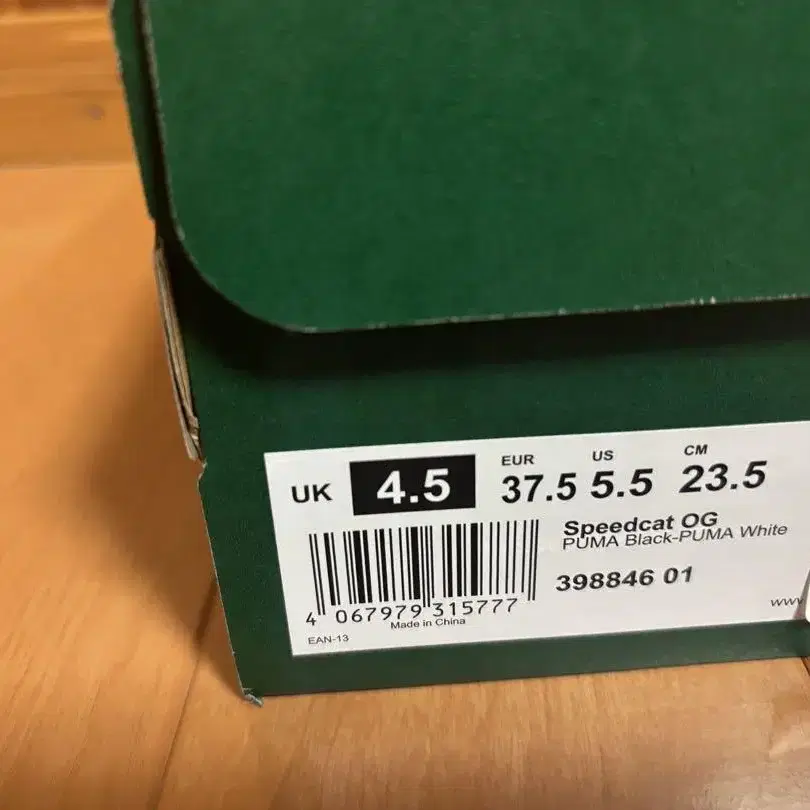 EUR US CM
UK 4.5 37.5 5.5 23.5
Speedcat OG
PUMA Black-PUMA White
398846 01
4 067979 315777
Made in China
EAN-13
www